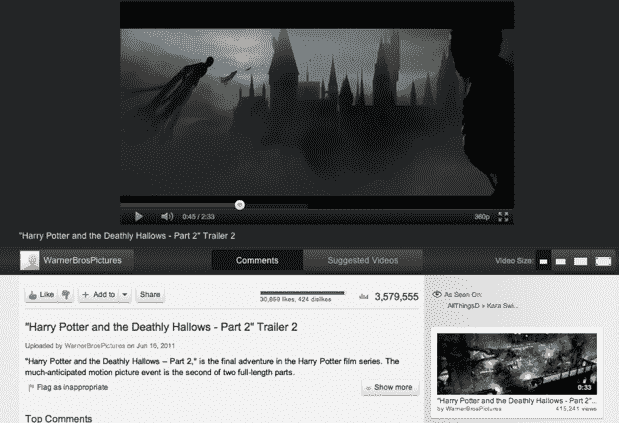 0:45 / 2:33
360p
"Harry Potter and the Deathly Hallows - Part 2" Trailer 2
WarnerBrosPictures
Comments
Suggested Videos
Video Size:
Like
+ Add to
Share
30,859 likes, 424 dislikes
3,579,555
As Seen On:
AllThingsD » Kara Swi...
"Harry Potter and the Deathly Hallows - Part 2" Trailer 2
Uploaded by WarnerBrosPictures on Jun 15, 2011
"Harry Potter and the Deathly Hallows – Part 2," is the final adventure in the Harry Potter film series. The
much-anticipated motion picture event is the second of two full-length parts.
Flag as inappropriate
Show more
0:33
"Harry Potter and the Deathly Hallows - Part 2"...
by WarnerBrosPictures
415,241 views
Top Comments